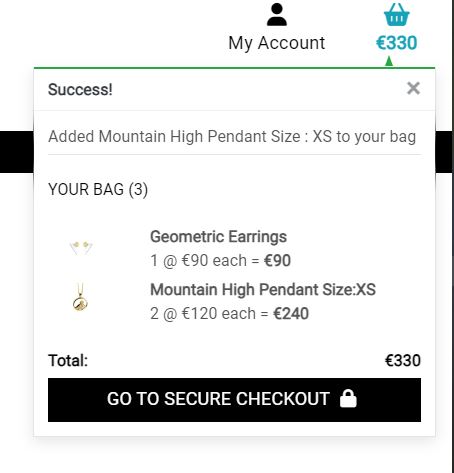 My Account
€330
Success!
×
Added Mountain High Pendant Size : XS to your bag
YOUR BAG (3)
Geometric Earrings
1 @ €90 each = €90
Mountain High Pendant Size:XS
2 @ €120 each = €240
Total: €330
GO TO SECURE CHECKOUT